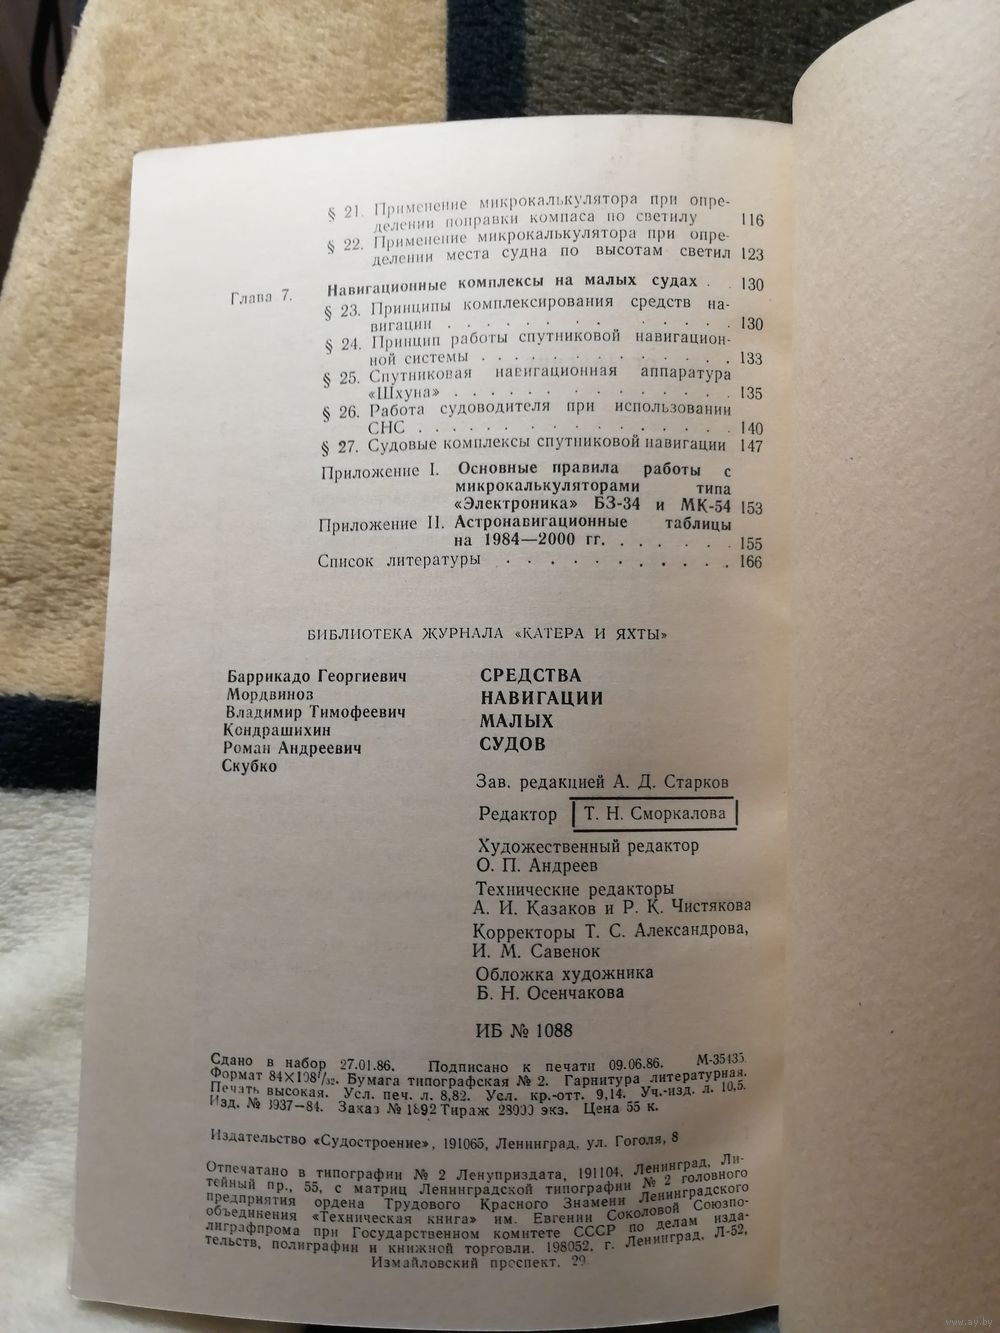 § 21. Применение микрокалькулятора при опре-
делении поправки компаса по светилу 116
§ 22. Применение микрокалькулятора при опре-
делении места судна по высотам светил 123
Глава 7. Навигационные комплексы на малых судах . . 130
§ 23. Принципы комплексирования средств на-
вигации . . . . . . . . . . . . . . 130
§ 24. Принцип работы спутниковой навигацион-
ной системы . . . . . . . . . . . . 133
§ 25. Спутниковая навигационная аппаратура
«Шхуна» . . . . . . . . . . . . . 135
§ 26. Работа судоводителя при использовании
СНС . . . . . . . . . . . . . . . 140
§ 27. Судовые комплексы спутниковой навигации 147
Приложение I. Основные правила работы с
микрокалькуляторами типа
«Электроника» БЗ-34 и МК-54 153
Приложение II. Астронавигационные таблицы
на 1984—2000 гг. . . . . . . 155
Список литературы . . . . . . . . . . . 166
БИБЛИОТЕКА ЖУРНАЛА «КАТЕРА И ЯХТЫ»
Баррикадо Георгиевич
Мордвиноз
Владимир Тимофеевич
Кондрашихин
Роман Андреевич
Скубко
СРЕДСТВА
НАВИГАЦИИ
МАЛЫХ
СУДОВ
Зав. редакцией А. Д. Старков
Редактор Т. Н. Сморкалова
Художественный редактор
О. П. Андреев
Технические редакторы
А. И. Казаков и Р. К. Чистякова
Корректоры Т. С. Александрова,
И. М. Савенок
Обложка художника
Б. Н. Осенчакова
ИБ № 1088
Сдано в набор 27.01.86. Подписано к печати 09.06.86. М-35435.
Формат 84×108¹/₃₂. Бумага типографская № 2. Гарнитура литературная.
Печать высокая. Усл. печ. л. 8,82. Усл. кр.-отт. 9,14. Уч.-изд. л. 10,5.
Изд. № 3937—84. Заказ № 1892 Тираж 28000 экз. Цена 55 к.
Издательство «Судостроение», 191065, Ленинград, ул. Гоголя, 8
Отпечатано в типографии № 2 Ленуприздата, 191104, Ленинград, Ли-
тейный пр., 55, с матриц Ленинградской типографии № 2 головного
предприятия ордена Трудового Красного Знамени Ленинградского
объединения «Техническая книга» им. Евгении Соколовой Союзпо-
лиграфпрома при Государственном комитете СССР по делам изда-
тельств, полиграфии и книжной торговли. 198052, г. Ленинград, Л-52,
Измайловский проспект, 29.
www.ay.by